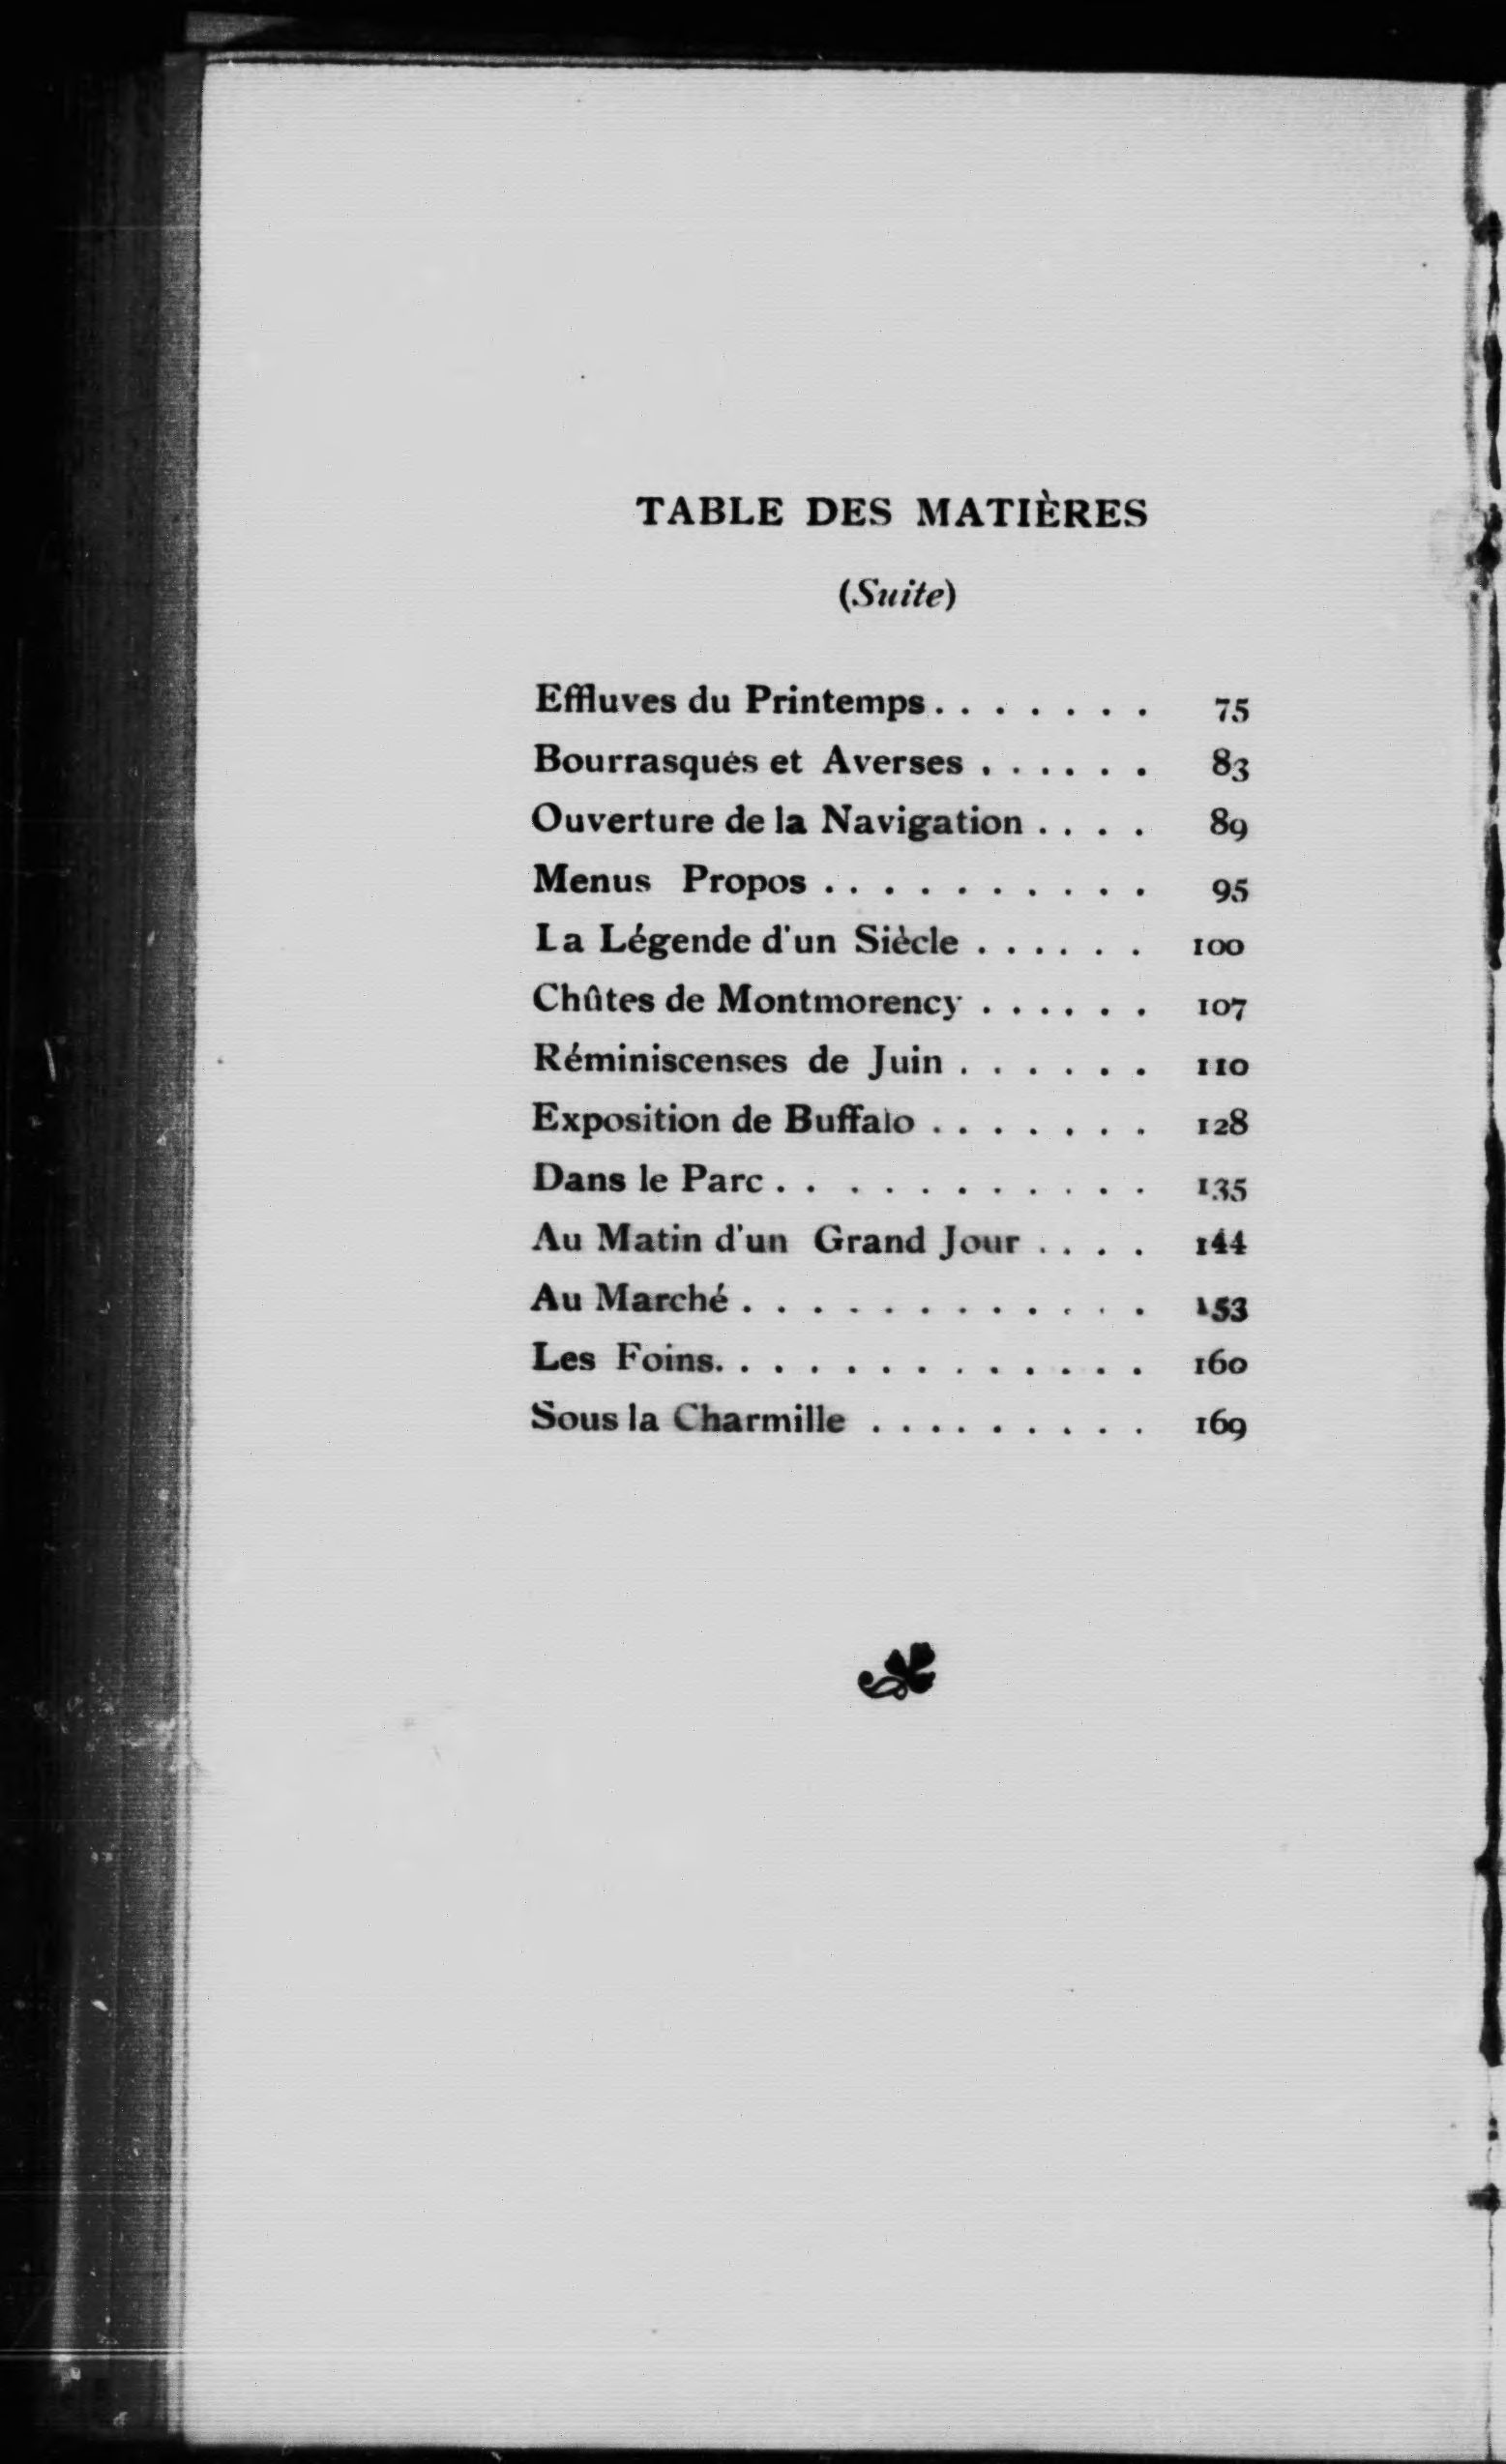 TABLE DES MATIÈRES
(Suite)
Effluves du Printemps . . . . . . . 75
Bourrasques et Averses . . . . . . 83
Ouverture de la Navigation . . . . 89
Menus Propos . . . . . . . . . . 95
La Légende d'un Siècle . . . . . . 100
Chûtes de Montmorency . . . . . . 107
Réminiscenses de Juin . . . . . . 110
Exposition de Buffalo . . . . . . . 128
Dans le Parc . . . . . . . . . . . 135
Au Matin d'un Grand Jour . . . . 144
Au Marché . . . . . . . . . . . . 153
Les Foins. . . . . . . . . . . . . 160
Sous la Charmille . . . . . . . . . 169